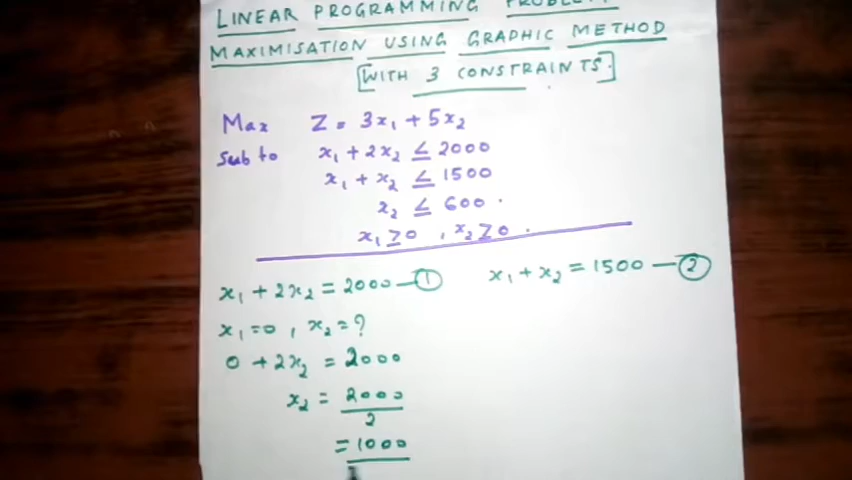 LINEAR PROGRAMMING PROBLEM
MAXIMISATION USING GRAPHIC METHOD
[WITH 3 CONSTRAINTS]
Max Z = 3x₁ + 5x₂
Sub to x₁ + 2x₂ ≤ 2000
x₁ + x₂ ≤ 1500
x₂ ≤ 600.
x₁ ≥ 0, x₂ ≥ 0.
x₁ + 2x₂ = 2000 — ①
x₁ = 0, x₂ = ?
0 + 2x₂ = 2000
x₂ = 2000
2
= 1000
x₁ + x₂ = 1500 — ②